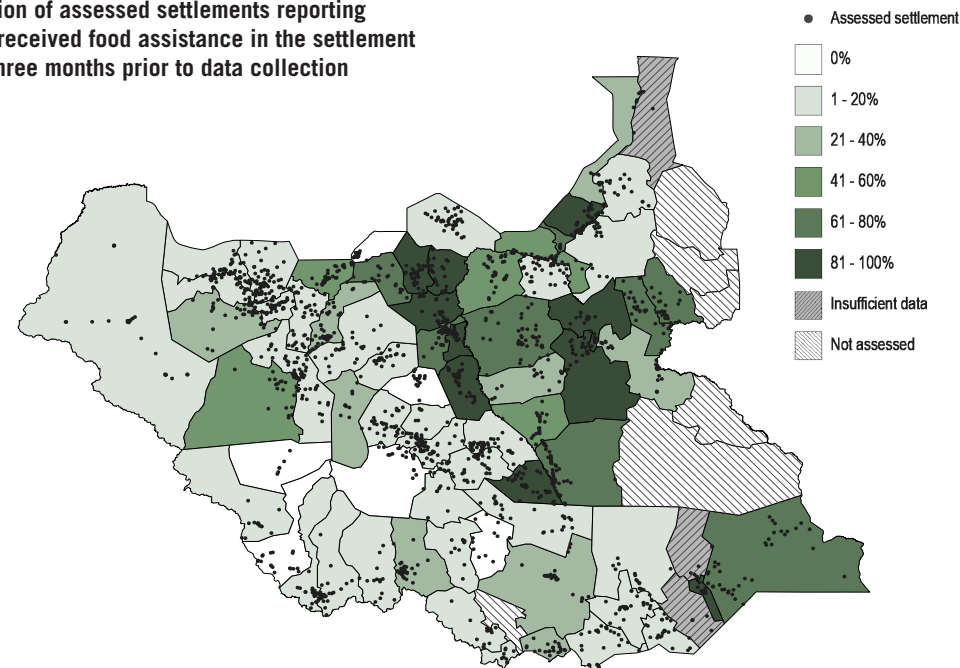 ion of assessed settlements reporting
received food assistance in the settlement
hree months prior to data collection
Assessed settlement
0%
1 - 20%
21 - 40%
41 - 60%
61 - 80%
81 - 100%
Insufficient data
Not assessed